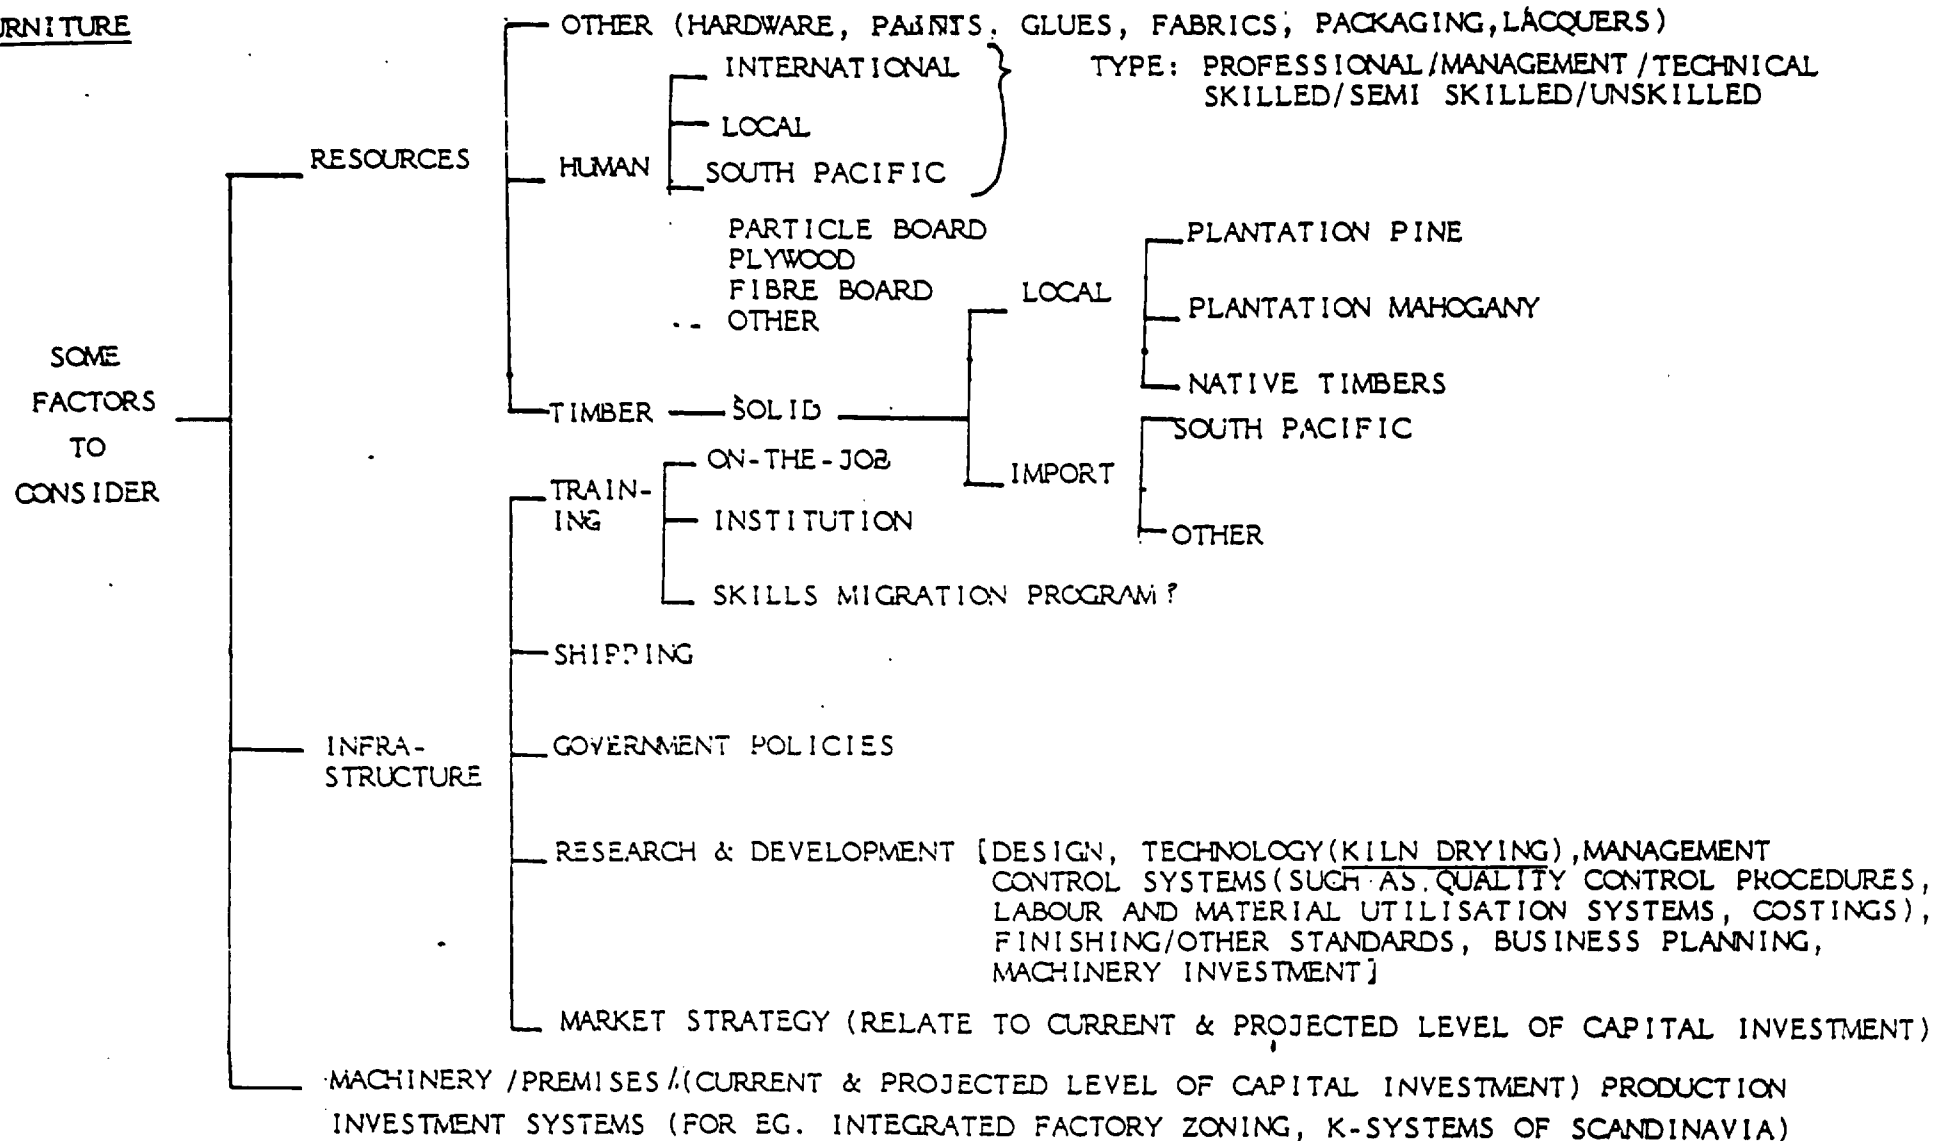 URNITURE
OTHER (HARDWARE, PAINTS. GLUES, FABRICS, PACKAGING, LACQUERS)
INTERNATIONAL
TYPE: PROFESSIONAL/MANAGEMENT/TECHNICAL
SKILLED/SEMI SKILLED/UNSKILLED
LOCAL
RESOURCES
HUMAN
SOUTH PACIFIC
PARTICLE BOARD
PLYWOOD
FIBRE BOARD
OTHER
LOCAL
PLANTATION PINE
PLANTATION MAHOGANY
NATIVE TIMBERS
SOME
FACTORS
TO
CONSIDER
TIMBER
SOLID
SOUTH PACIFIC
IMPORT
OTHER
TRAIN-
ING
ON-THE-JOB
INSTITUTION
SKILLS MIGRATION PROGRAM?
SHIPPING
INFRA-
STRUCTURE
GOVERNMENT POLICIES
RESEARCH & DEVELOPMENT [DESIGN, TECHNOLOGY(KILN DRYING),MANAGEMENT
CONTROL SYSTEMS(SUCH AS QUALITY CONTROL PROCEDURES,
LABOUR AND MATERIAL UTILISATION SYSTEMS, COSTINGS),
FINISHING/OTHER STANDARDS, BUSINESS PLANNING,
MACHINERY INVESTMENT]
MARKET STRATEGY (RELATE TO CURRENT & PROJECTED LEVEL OF CAPITAL INVESTMENT)
MACHINERY /PREMISES/(CURRENT & PROJECTED LEVEL OF CAPITAL INVESTMENT) PRODUCTION
INVESTMENT SYSTEMS (FOR EG. INTEGRATED FACTORY ZONING, K-SYSTEMS OF SCANDINAVIA)